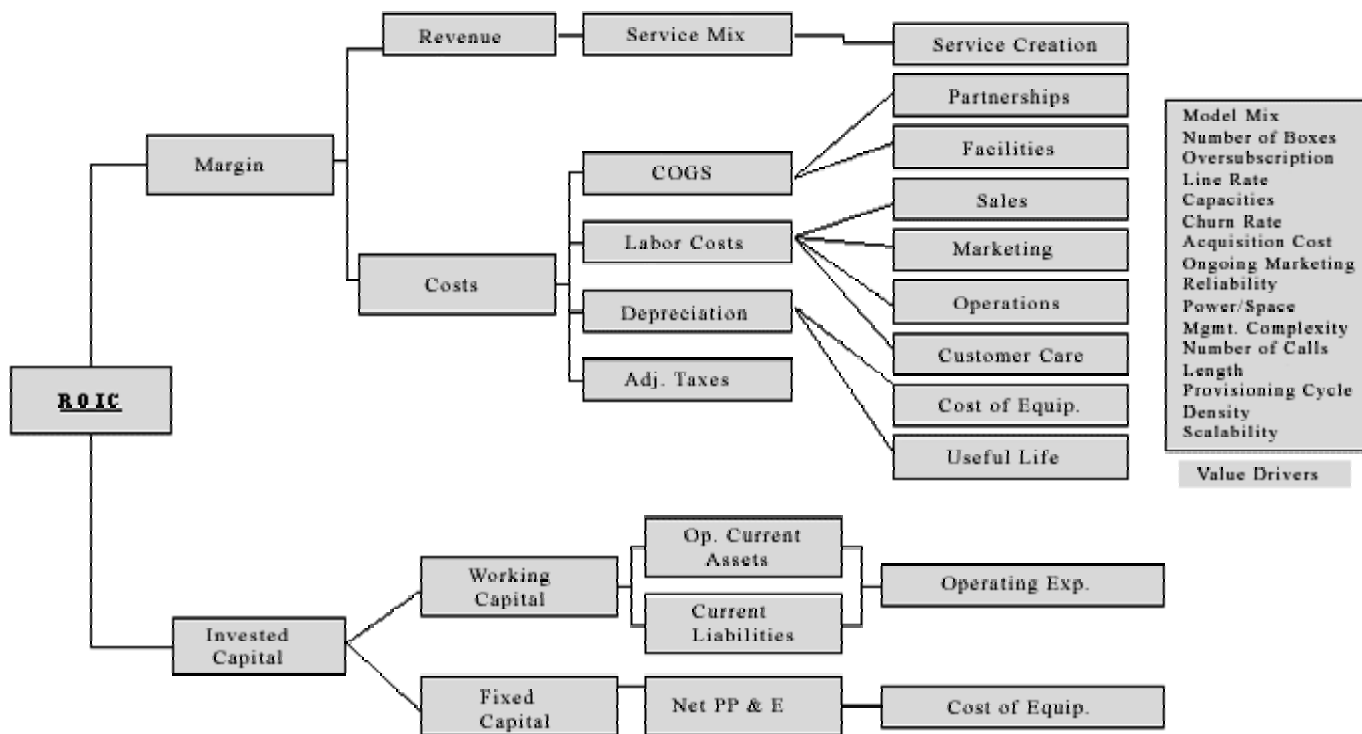 Revenue
Service Mix
Service Creation
Partnerships
Margin
Facilities
COGS
Sales
Labor Costs
Marketing
Costs
Operations
Depreciation
Customer Care
Adj. Taxes
Cost of Equip.
ROIC
Useful Life
Model Mix
Number of Boxes
Oversubscription
Line Rate
Capacities
Churn Rate
Acquisition Cost
Ongoing Marketing
Reliability
Power/Space
Mgmt. Complexity
Number of Calls
Length
Provisioning Cycle
Density
Scalability
Value Drivers
Op. Current
Assets
Working
Capital
Operating Exp.
Current
Liabilities
Invested
Capital
Fixed
Capital
Net PP & E
Cost of Equip.